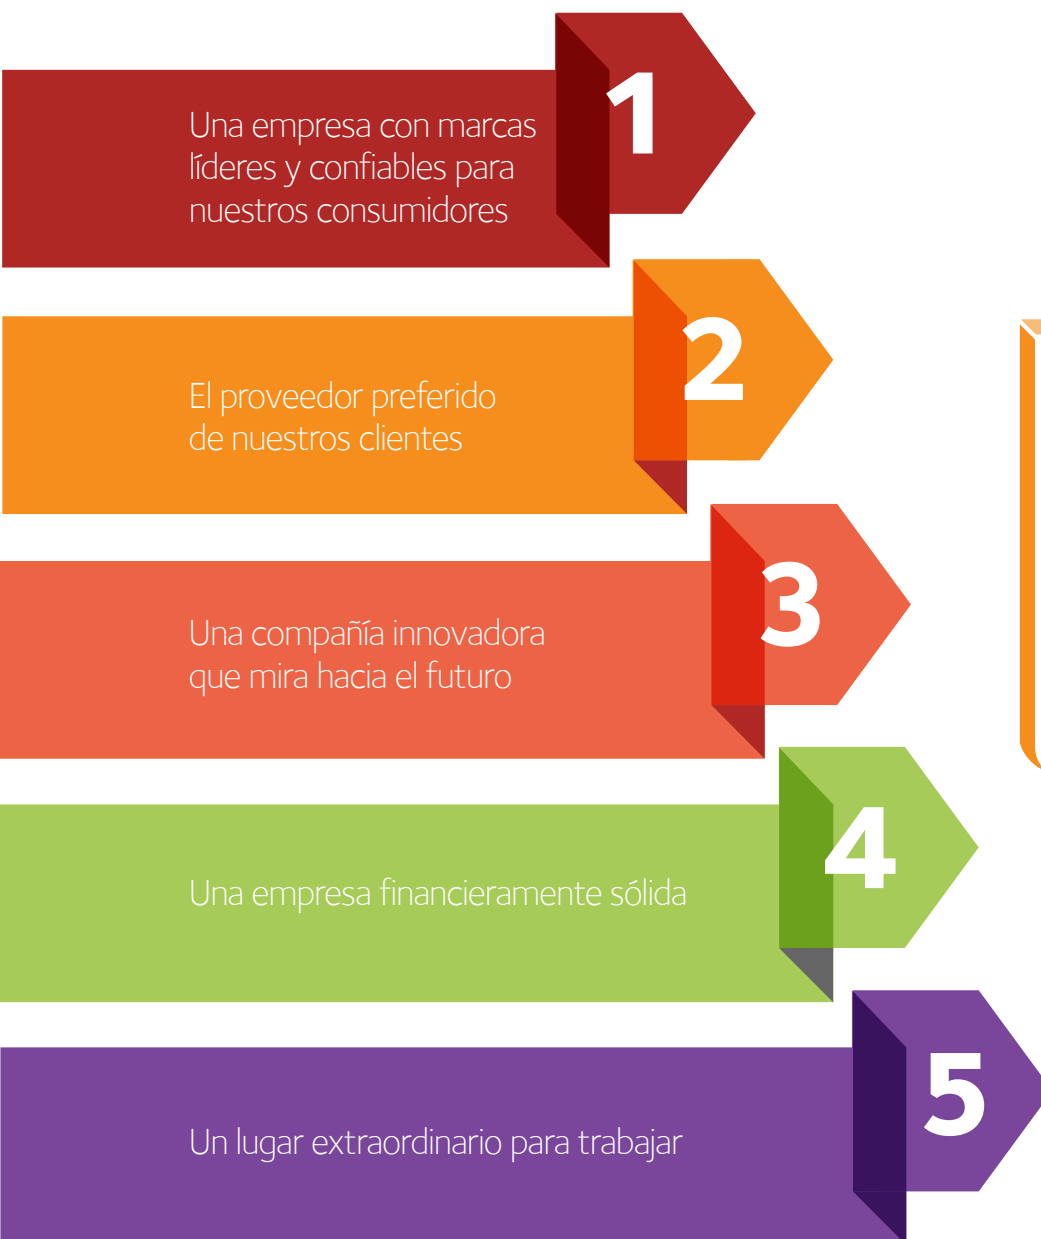 1
Una empresa con marcas
líderes y confiables para
nuestros consumidores
2
El proveedor preferido
de nuestros clientes
3
Una compañía innovadora
que mira hacia el futuro
4
Una empresa financieramente sólida
5
Un lugar extraordinario para trabajar